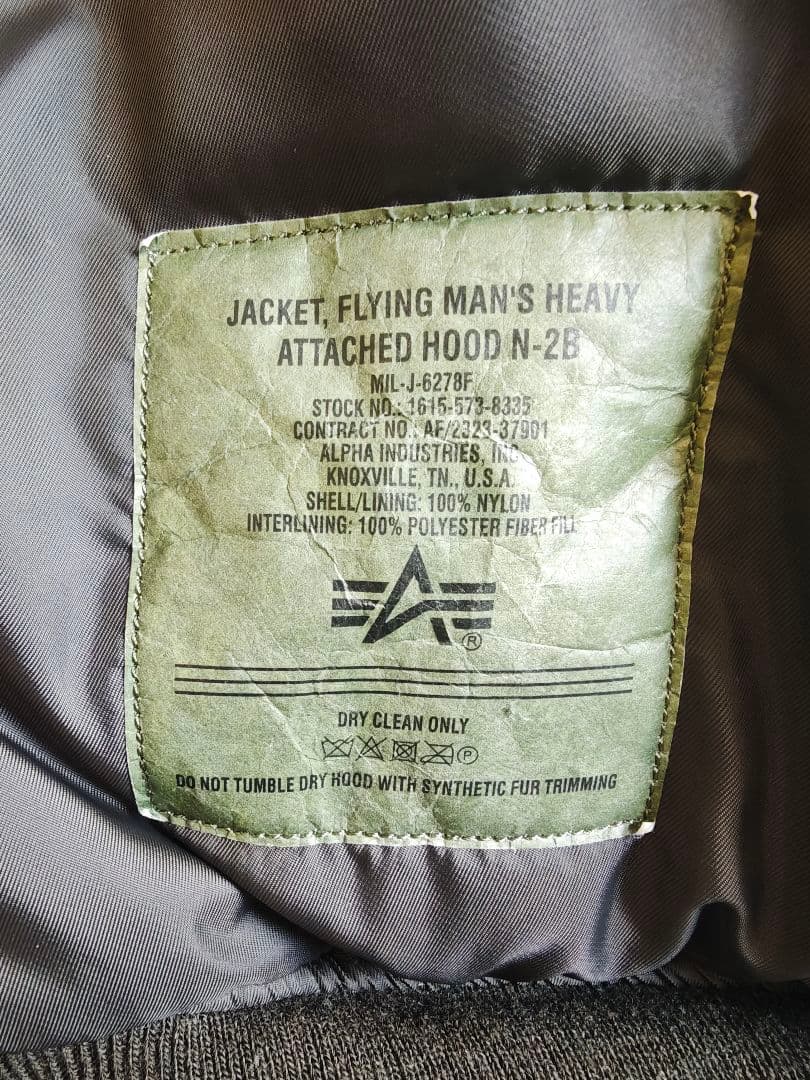 JACKET, FLYING MAN'S HEAVY
ATTACHED HOOD N-2B
MIL-J-6278F
STOCK NO.: 1615-573-8335
CONTRACT NO.: AF/2323-37901
ALPHA INDUSTRIES, INC
KNOXVILLE, TN., U.S.A.
SHELL/LINING: 100% NYLON
INTERLINING: 100% POLYESTER FIBER FILL
®
DRY CLEAN ONLY
P
DO NOT TUMBLE DRY HOOD WITH SYNTHETIC FUR TRIMMING